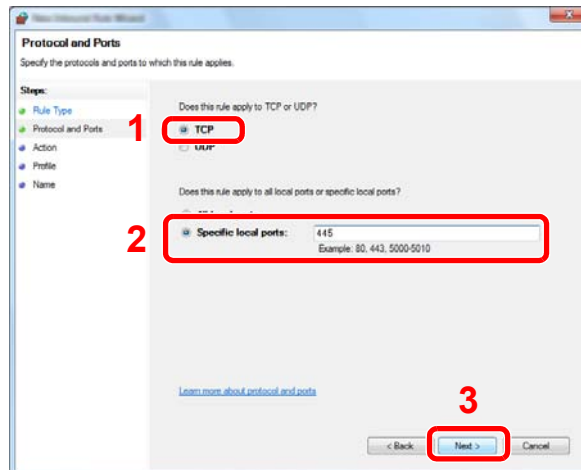 Protocol and Ports
Specify the protocols and ports to which this rule applies.
Steps:
Rule Type
Protocol and Ports
Action
Profile
Name
Does this rule apply to TCP or UDP?
1
TCP
UDP
Does this rule apply to all local ports or specific local ports?
2
Specific local ports: 445
Example: 80, 443, 5000-5010
Learn more about protocol and ports
3
< Back Next > Cancel